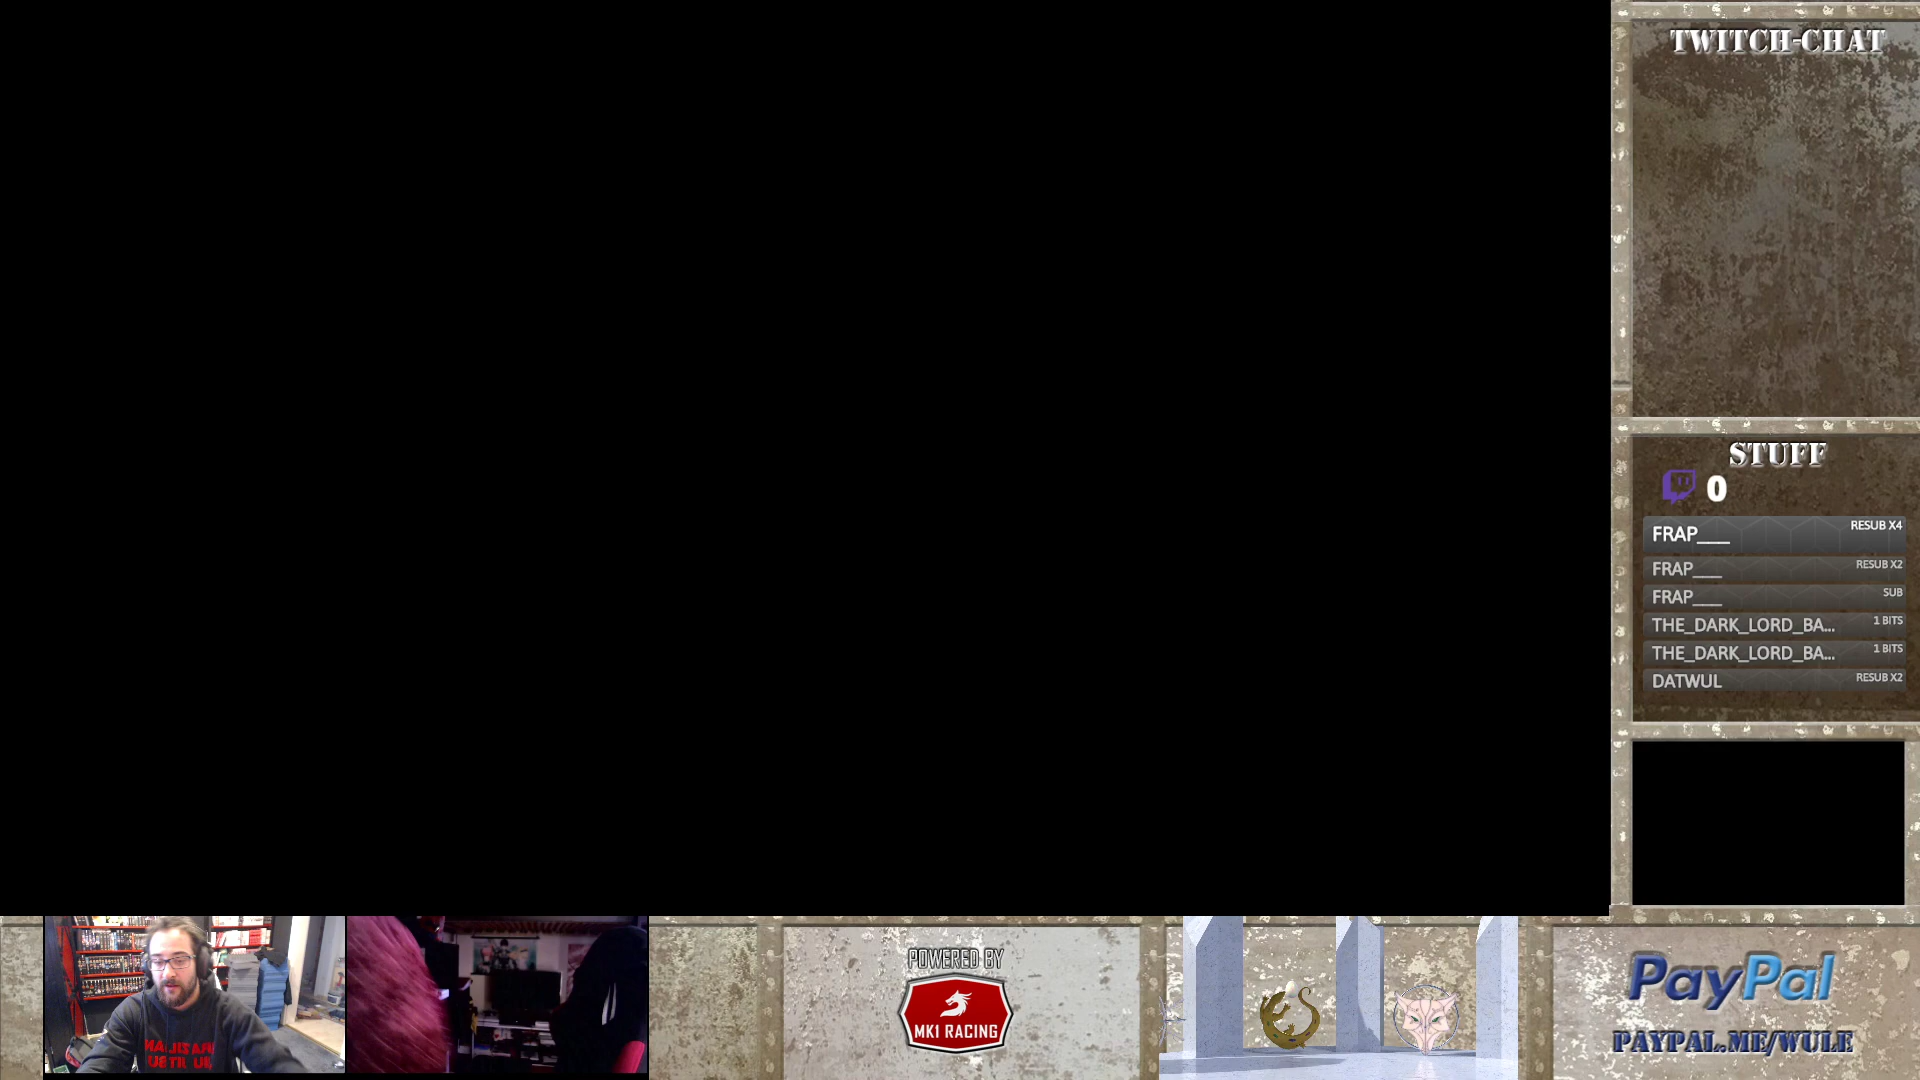 TWITCH-CHAT
STUFF
0
FRAP___ RESUB X4
FRAP___ RESUB X2
FRAP___ SUB
THE_DARK_LORD_BA... 1 BITS
THE_DARK_LORD_BA... 1 BITS
DATWUL RESUB X2
POWERED BY
MK1 RACING
PayPal
PAYPAL.ME/WULE